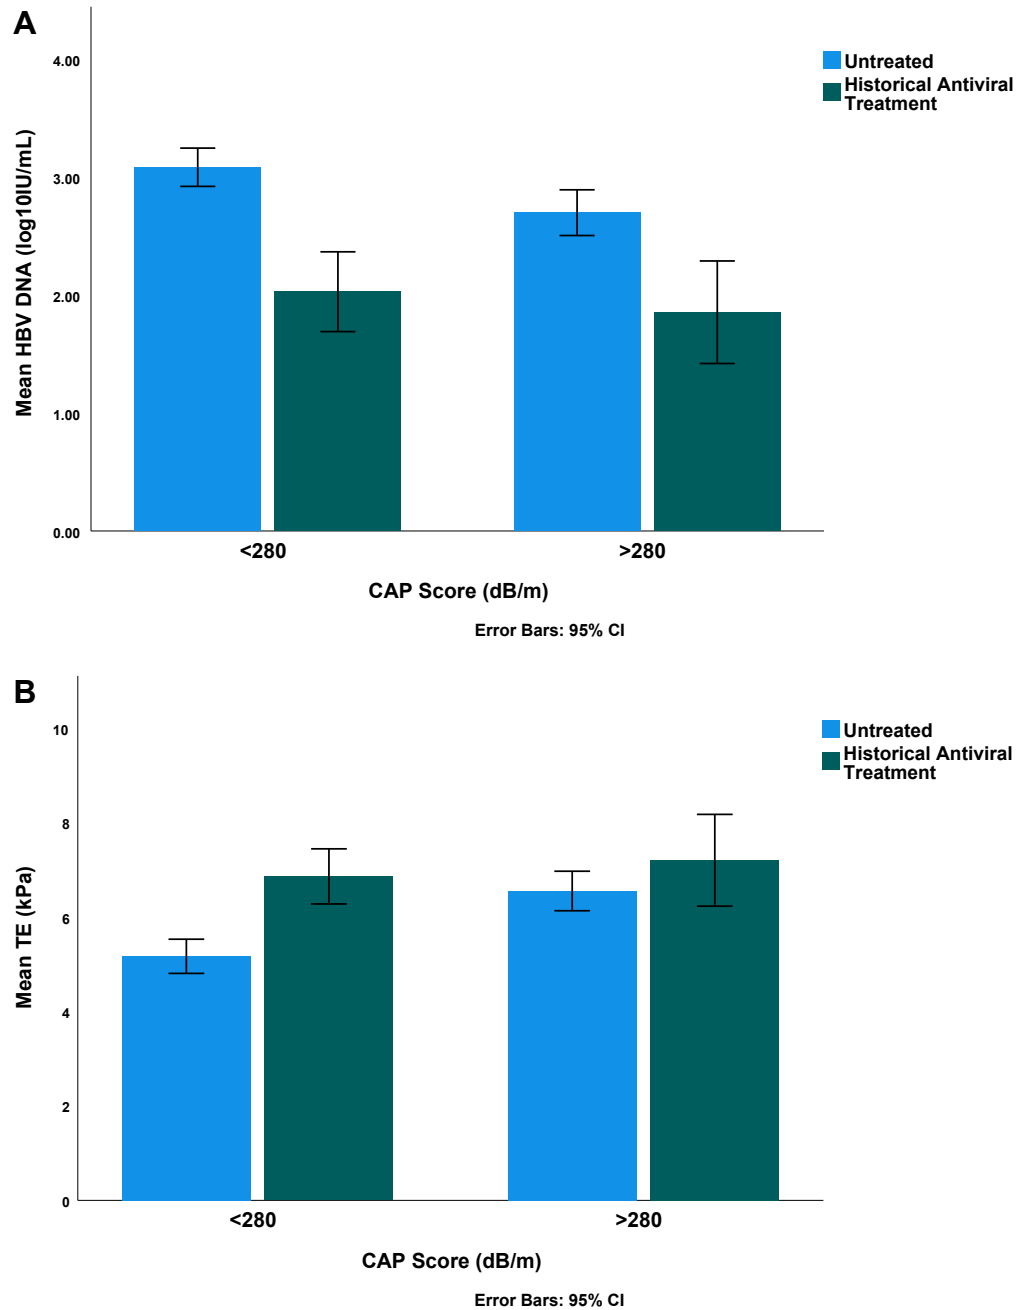 A
4.00
3.00
2.00
1.00
0.00
Mean HBV DNA (log10IU/mL)
Untreated
Historical Antiviral
Treatment
<280
>280
CAP Score (dB/m)
Error Bars: 95% CI
B
10
8
6
4
2
0
Mean TE (kPa)
Untreated
Historical Antiviral
Treatment
<280
>280
CAP Score (dB/m)
Error Bars: 95% CI